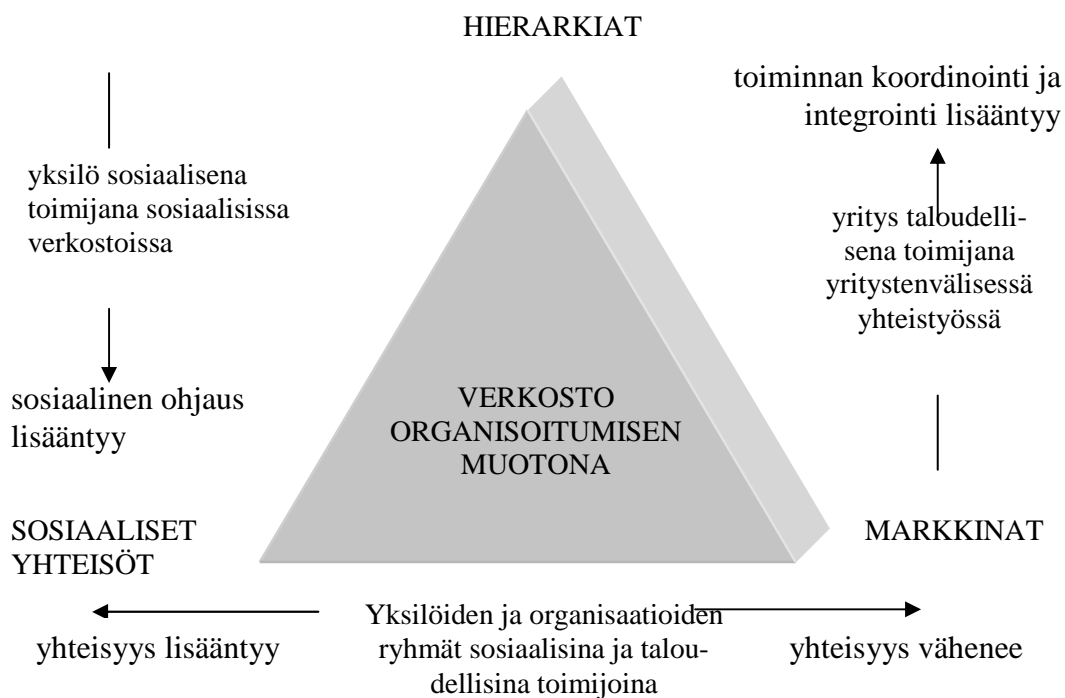 HIERARKIAT
toiminnan koordinointi ja
integrointi lisääntyy
yksilö sosiaalisena
toimijana sosiaalisissa
verkostoissa
yritys taloudelli-
sena toimijana
yritystenvälisessä
yhteistyössä
sosiaalinen ohjaus
lisääntyy
VERKOSTO
ORGANISOITUMISEN
MUOTONA
SOSIAALISET
YHTEISÖT
MARKKINAT
yhteisyys lisääntyy
Yksilöiden ja organisaatioiden
ryhmät sosiaalisina ja talou-
dellisina toimijoina
yhteisyys vähenee